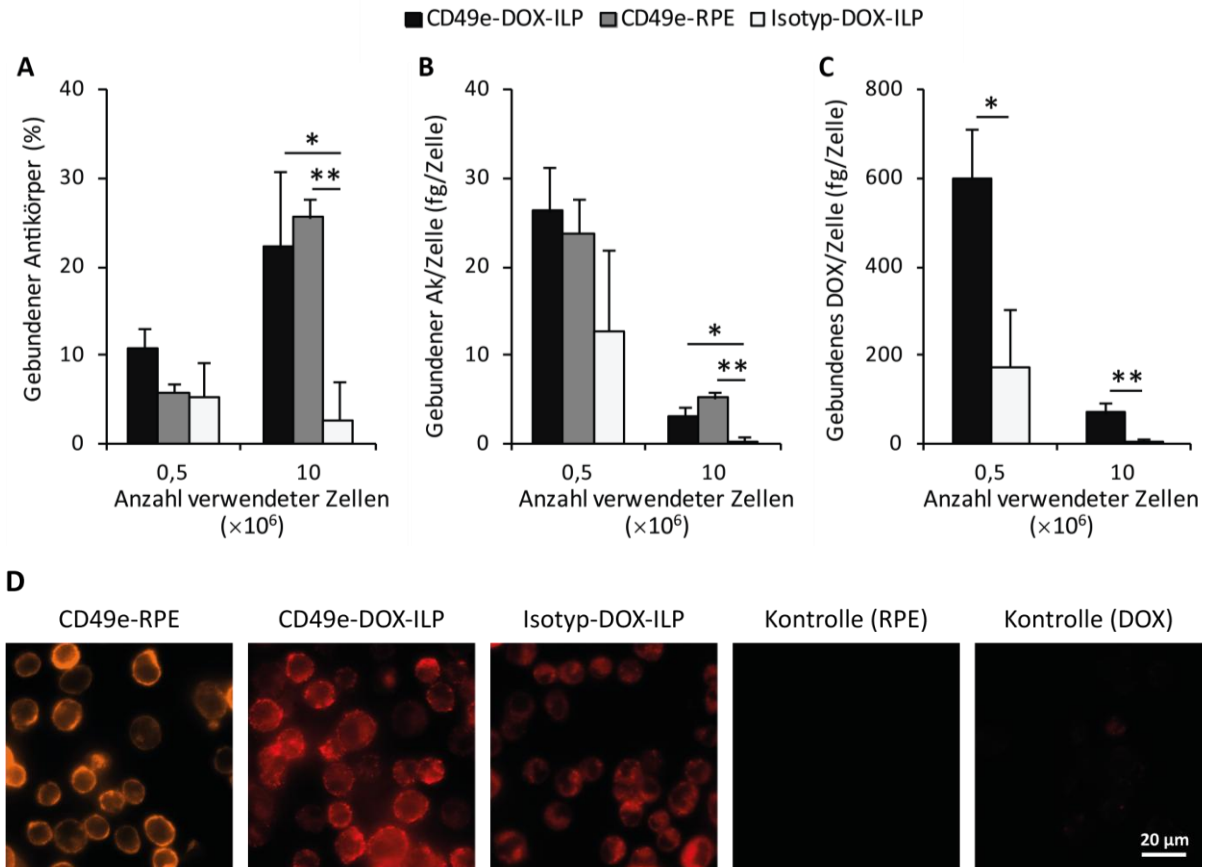 CD49e-DOX-ILP CD49e-RPE Isotyp-DOX-ILP
A
Gebundener Antikörper (%)
40
30
20
10
0
* 
**
0,5 10
Anzahl verwendeter Zellen
(×10⁶)
B
Gebundener Ak/Zelle (fg/Zelle)
40
30
20
10
0
*
**
0,5 10
Anzahl verwendeter Zellen
(×10⁶)
C
Gebundenes DOX/Zelle (fg/Zelle)
800
600
400
200
0
*
**
0,5 10
Anzahl verwendeter Zellen
(×10⁶)
D
CD49e-RPE CD49e-DOX-ILP Isotyp-DOX-ILP Kontrolle (RPE) Kontrolle (DOX)
20 µm